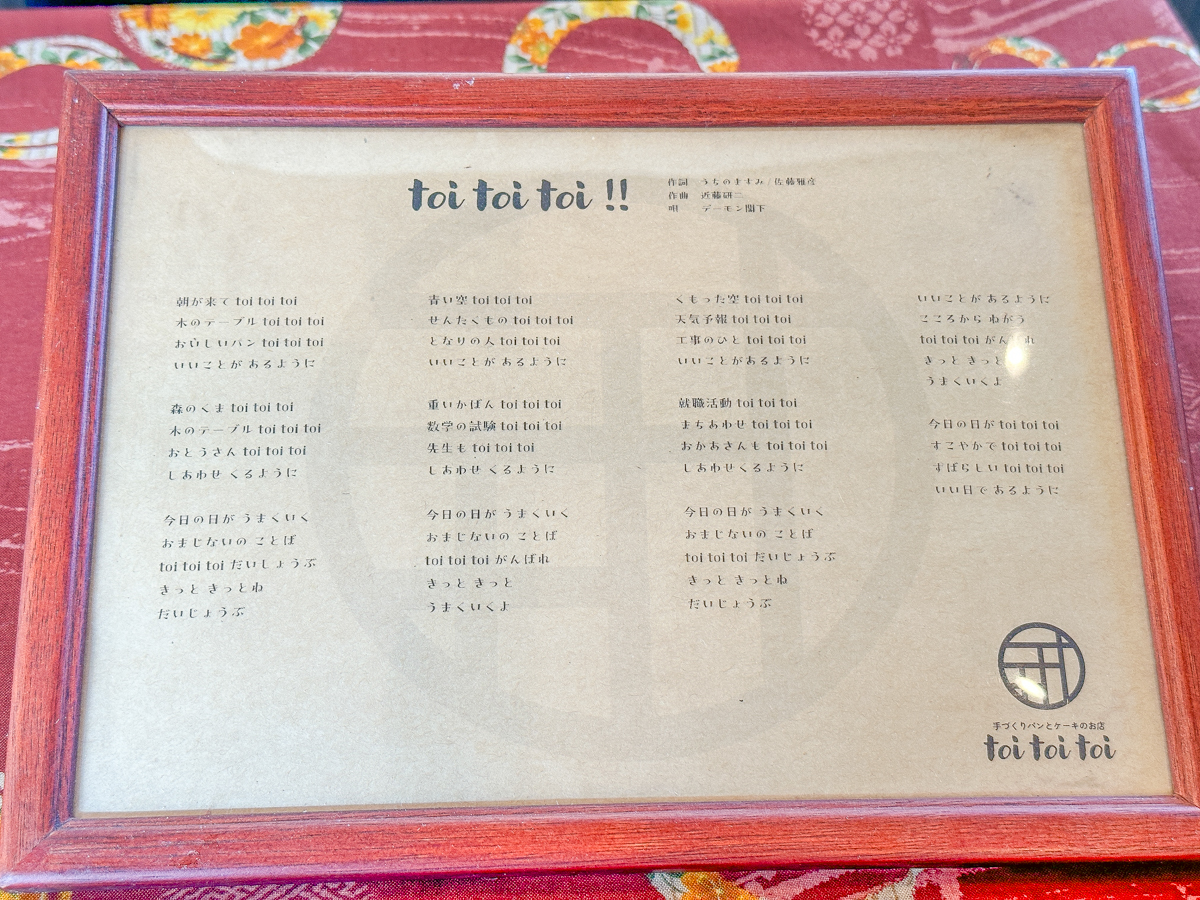 toi toi toi !!
作詞 うちのますみ / 佐藤雅彦
作曲 近藤研二
唄 デーモン閣下
朝が来て toi toi toi
木のテーブル toi toi toi
おいしいパン toi toi toi
いいことが あるように
森のくま toi toi toi
木のテーブル toi toi toi
おとうさん toi toi toi
しあわせ くるように
今日の日が うまくいく
おまじないの ことば
toi toi toi だいじょうぶ
きっと きっとね
だいじょうぶ
青い空 toi toi toi
せんたくもの toi toi toi
となりの人 toi toi toi
いいことが あるように
重いかばん toi toi toi
数学の試験 toi toi toi
先生も toi toi toi
しあわせ くるように
今日の日が うまくいく
おまじないの ことば
toi toi toi がんばれ
きっと きっと
うまくいくよ
くもった空 toi toi toi
天気予報 toi toi toi
工事のひと toi toi toi
いいことがあるように
就職活動 toi toi toi
まちあわせ toi toi toi
おかあさんも toi toi toi
しあわせくるように
今日の日が うまくいく
おまじないの ことば
toi toi toi だいじょうぶ
きっと きっとね
だいじょうぶ
いいことが あるように
こころから ねがう
toi toi toi がんばれ
きっと きっと
うまくいくよ
今日の日が toi toi toi
すこやかで toi toi toi
すばらしい toi toi toi
いい日で あるように
手づくりパンとケーキのお店
toi toi toi